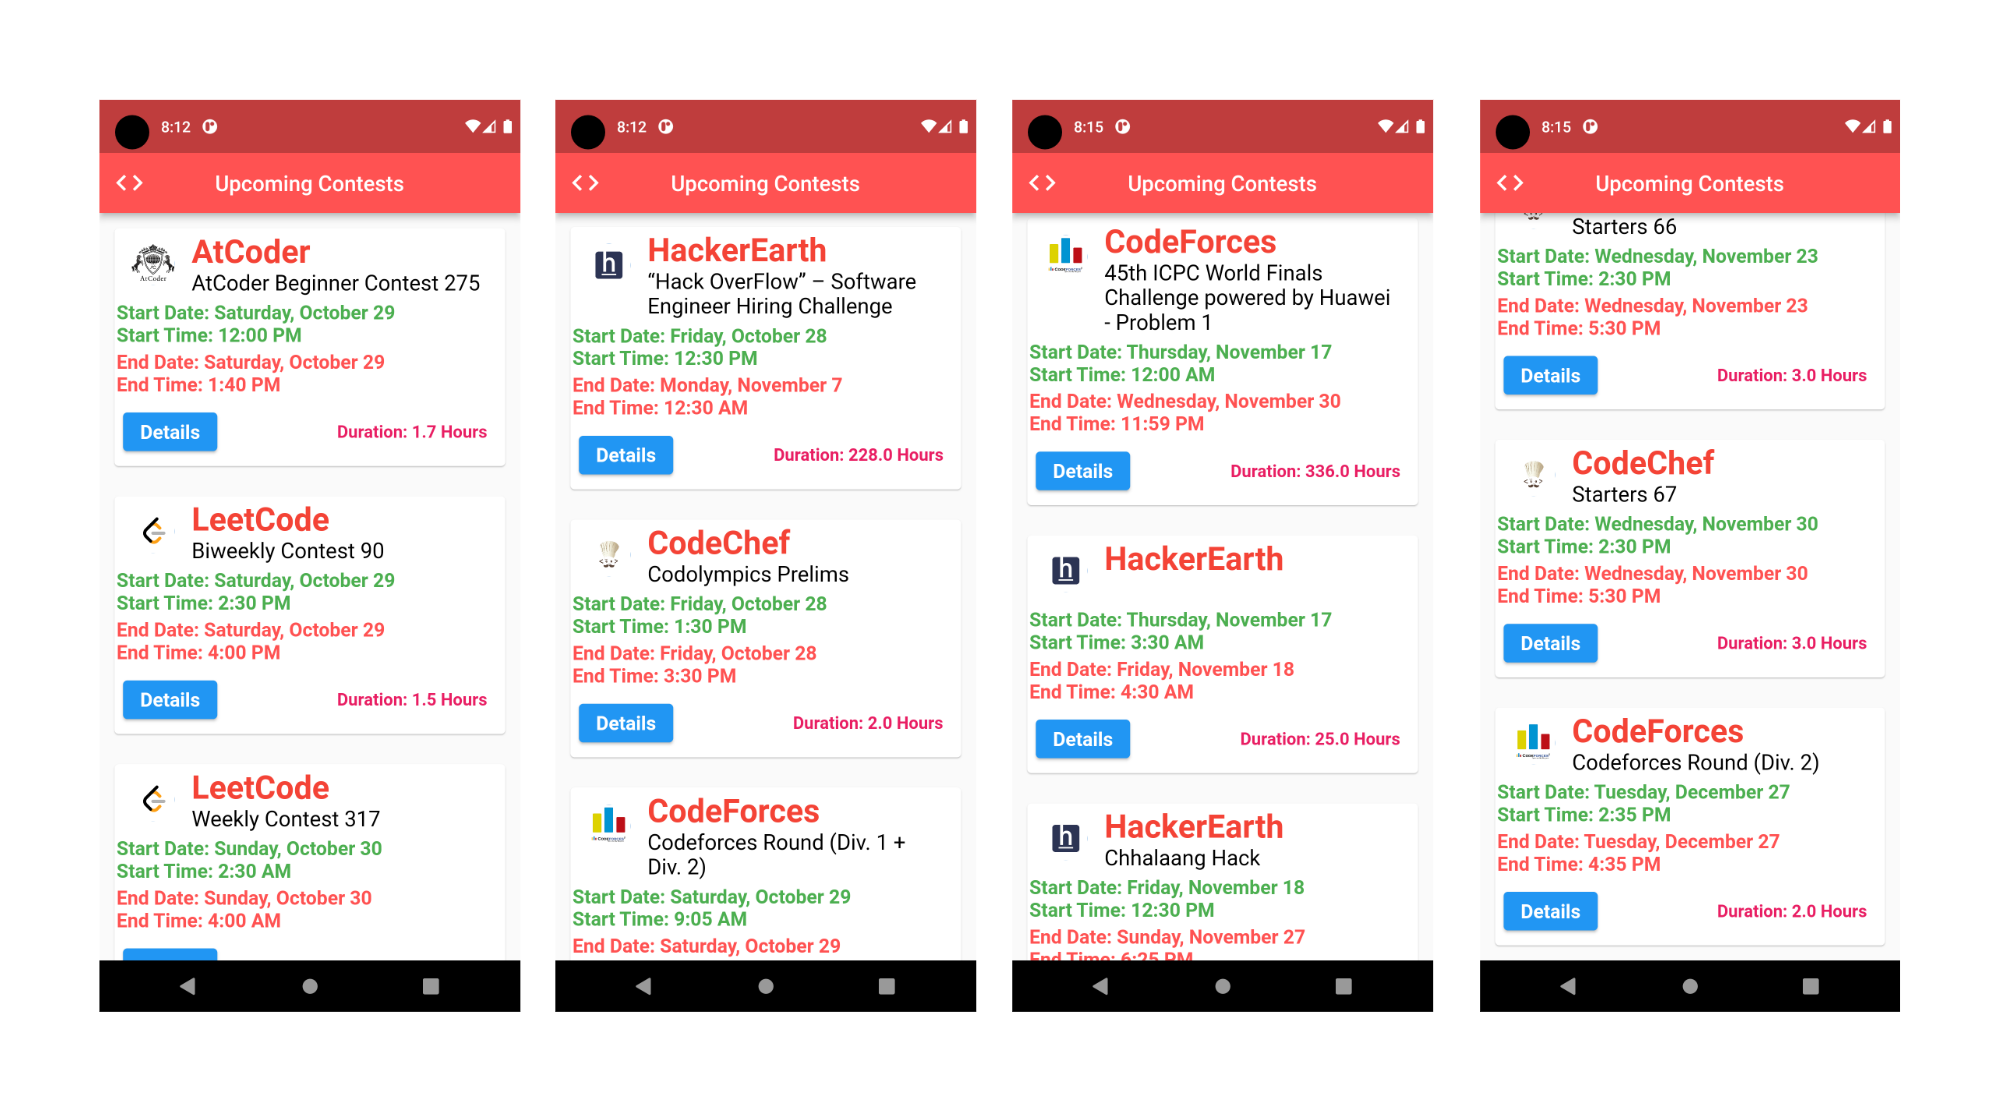 8:12
Upcoming Contests
AtCoder
AtCoder
AtCoder Beginner Contest 275
Start Date: Saturday, October 29
Start Time: 12:00 PM
End Date: Saturday, October 29
End Time: 1:40 PM
Details
Duration: 1.7 Hours
LeetCode
Biweekly Contest 90
Start Date: Saturday, October 29
Start Time: 2:30 PM
End Date: Saturday, October 29
End Time: 4:00 PM
Details
Duration: 1.5 Hours
LeetCode
Weekly Contest 317
Start Date: Sunday, October 30
Start Time: 2:30 AM
End Date: Sunday, October 30
End Time: 4:00 AM
8:12
Upcoming Contests
h
HackerEarth
“Hack OverFlow” – Software
Engineer Hiring Challenge
Start Date: Friday, October 28
Start Time: 12:30 PM
End Date: Monday, November 7
End Time: 12:30 AM
Details
Duration: 228.0 Hours
CodeChef
Codolympics Prelims
Start Date: Friday, October 28
Start Time: 1:30 PM
End Date: Friday, October 28
End Time: 3:30 PM
Details
Duration: 2.0 Hours
CodeForces
Codeforces Round (Div. 1 +
Div. 2)
Start Date: Saturday, October 29
Start Time: 9:05 AM
End Date: Saturday, October 29
8:15
Upcoming Contests
CodeForces
45th ICPC World Finals
Challenge powered by Huawei
- Problem 1
Start Date: Thursday, November 17
Start Time: 12:00 AM
End Date: Wednesday, November 30
End Time: 11:59 PM
Details
Duration: 336.0 Hours
h
HackerEarth
Start Date: Thursday, November 17
Start Time: 3:30 AM
End Date: Friday, November 18
End Time: 4:30 AM
Details
Duration: 25.0 Hours
h
HackerEarth
Chhalaang Hack
Start Date: Friday, November 18
Start Time: 12:30 PM
End Date: Sunday, November 27
End Time: 6:25 PM
8:15
Upcoming Contests
Starters 66
Start Date: Wednesday, November 23
Start Time: 2:30 PM
End Date: Wednesday, November 23
End Time: 5:30 PM
Details
Duration: 3.0 Hours
CodeChef
Starters 67
Start Date: Wednesday, November 30
Start Time: 2:30 PM
End Date: Wednesday, November 30
End Time: 5:30 PM
Details
Duration: 3.0 Hours
CodeForces
Codeforces Round (Div. 2)
Start Date: Tuesday, December 27
Start Time: 2:35 PM
End Date: Tuesday, December 27
End Time: 4:35 PM
Details
Duration: 2.0 Hours